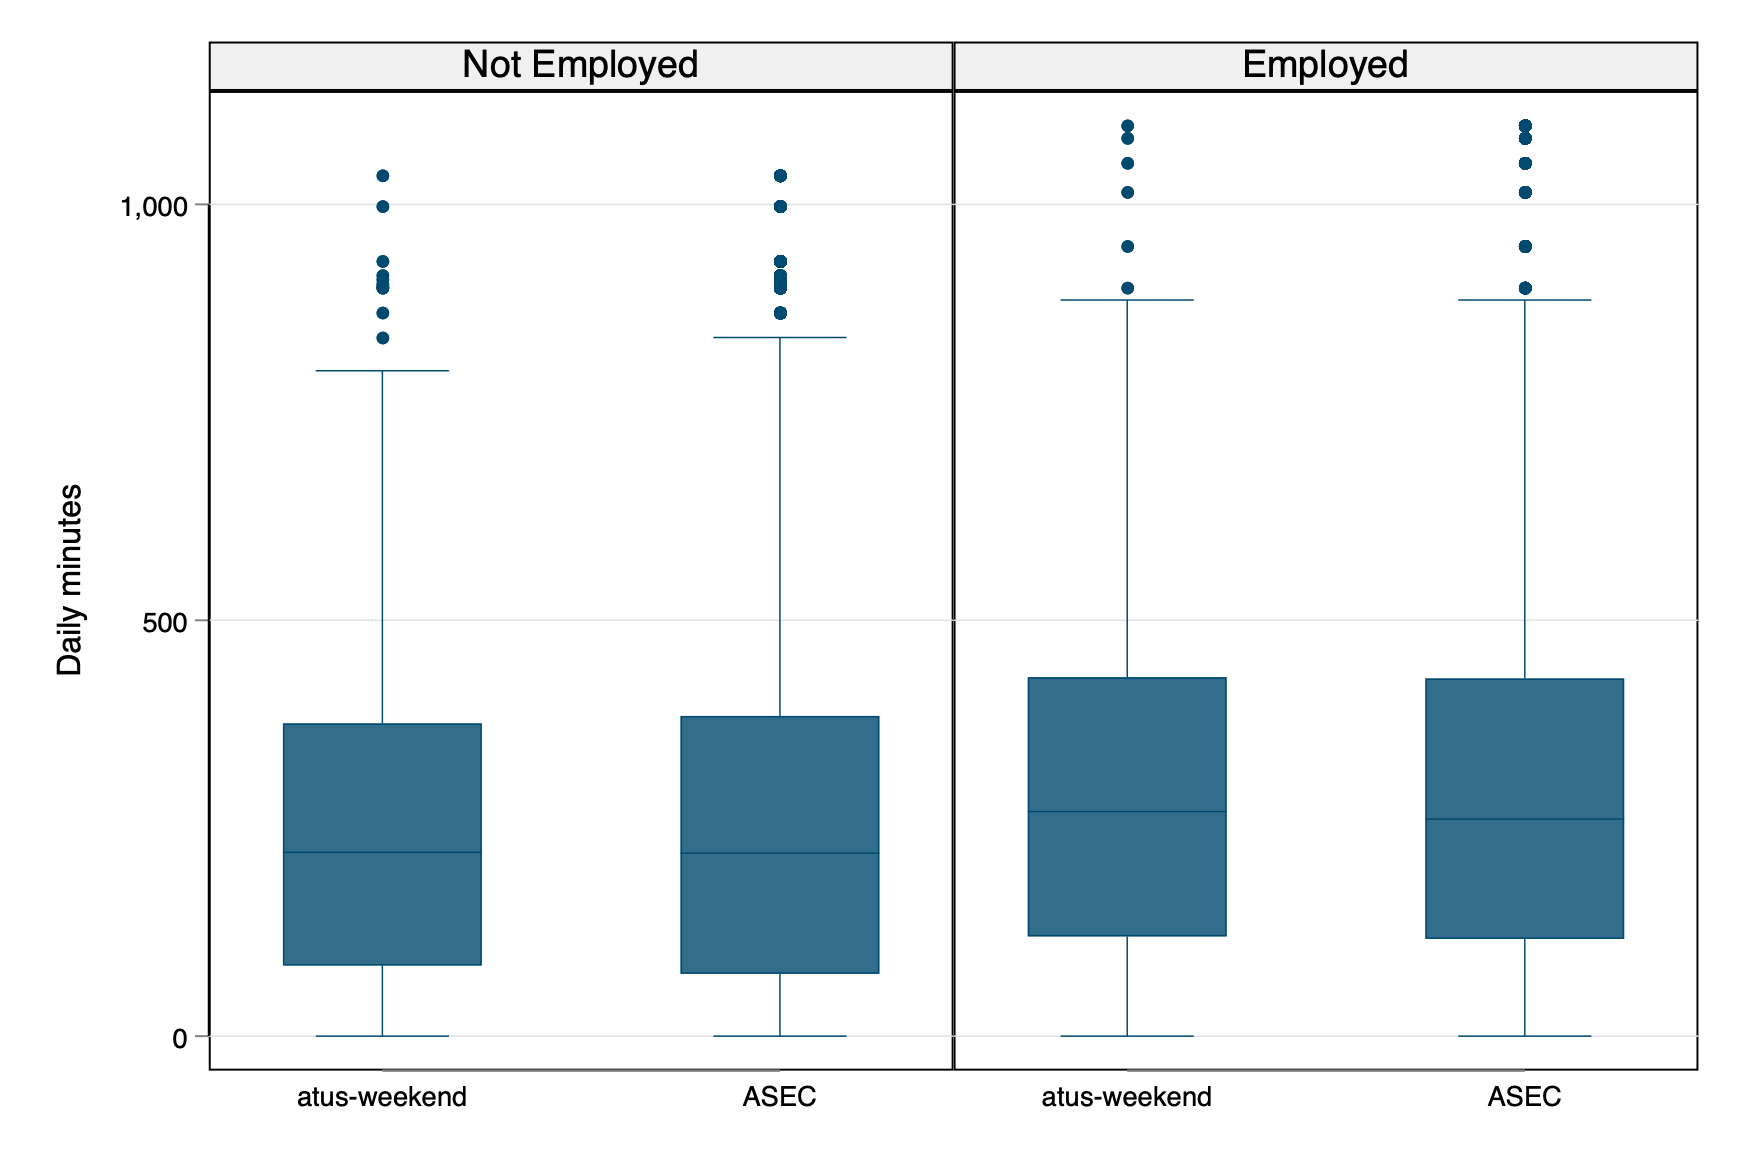 Not Employed
Employed
Daily minutes
1,000
500
0
atus-weekend
ASEC
atus-weekend
ASEC